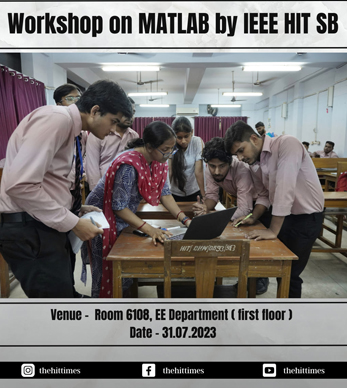 Workshop on MATLAB by IEEE HIT SB
Venue - Room 6108, EE Department ( first floor )
Date - 31.07.2023
thehittimes thehittimes thehittimes